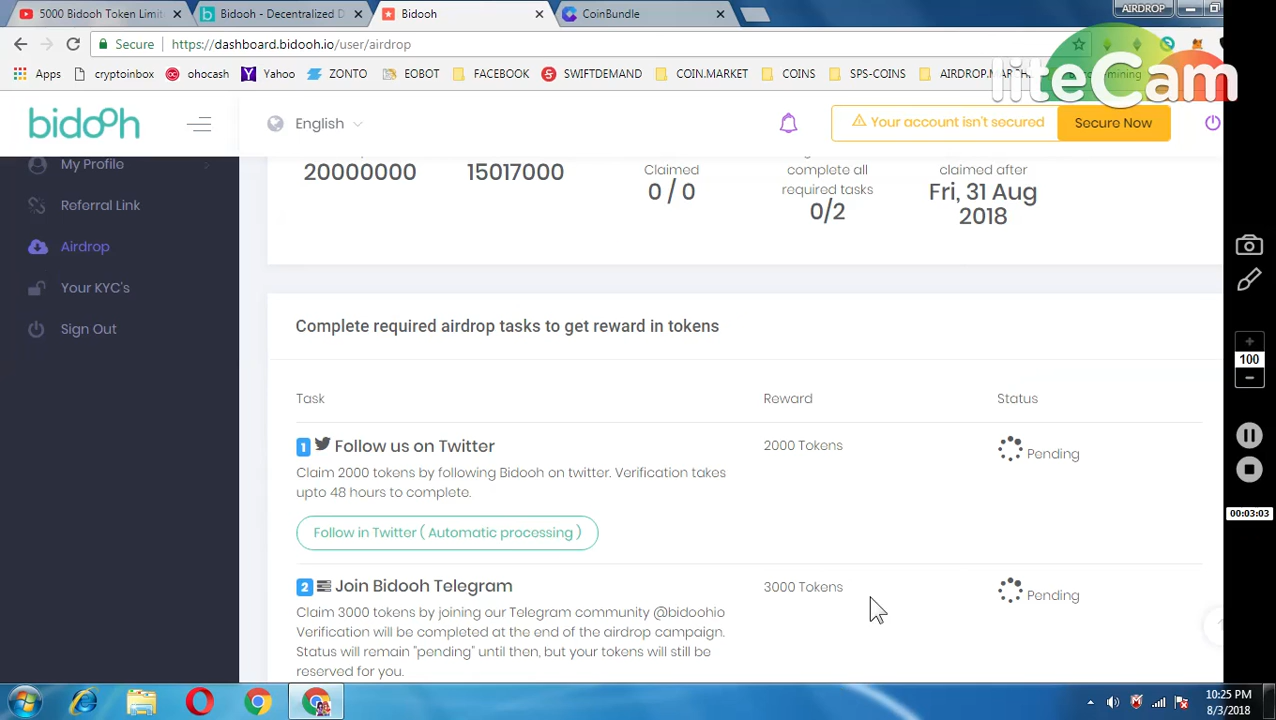 5000 Token Limit
Bidooh - Decentralized D
Bidooh
CoinBundle
AIRDROP
Secure
https://dashboard.bidooh.io/user/airdrop
Apps
cryptoinbox
ohocash
Yahoo
ZONTO
EOBOT
FACEBOOK
SWIFTDEMAND
COIN.MARKET
COINS
SPS-COINS
mining
liteCam
bidooh
English
Your account isn't secured
Secure Now
My Profile
Referral Link
Airdrop
Your KYC's
Sign Out
20000000
15017000
Claimed
0 / 0
complete all
required tasks
0/2
claimed after
Fri, 31 Aug
2018
Complete required airdrop tasks to get reward in tokens
Task
Reward
Status
1 Follow us on Twitter
2000 Tokens
Pending
Claim 2000 tokens by following Bidooh on twitter. Verification takes
upto 48 hours to complete.
Follow in Twitter ( Automatic processing )
2 Join Bidooh Telegram
3000 Tokens
Pending
Claim 3000 tokens by joining our Telegram community @bidoohio
Verification will be completed at the end of the airdrop campaign.
Status will remain "pending" until then, but your tokens will still be
reserved for you.
100
00:03:03
10:25 PM
8/3/2018